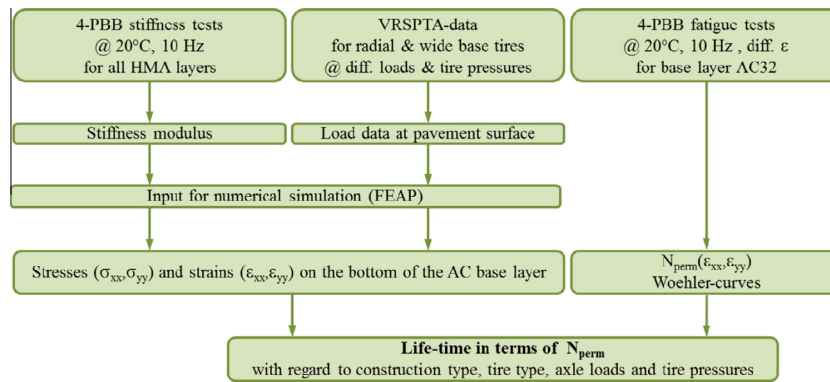 4-PBB stiffness tests
@ 20°C, 10 Hz
for all HMA layers
VRSPTA-data
for radial & wide base tires
@ diff. loads & tire pressures
4-PBB fatigue tests
@ 20°C, 10 Hz , diff. ε
for base layer AC32
Stiffness modulus
Load data at pavement surface
Input for numerical simulation (FEAP)
Stresses (σxx,σyy) and strains (εxx,εyy) on the bottom of the AC base layer
Nperm(εxx,εyy)
Woehler-curves
Life-time in terms of Nperm
with regard to construction type, tire type, axle loads and tire pressures